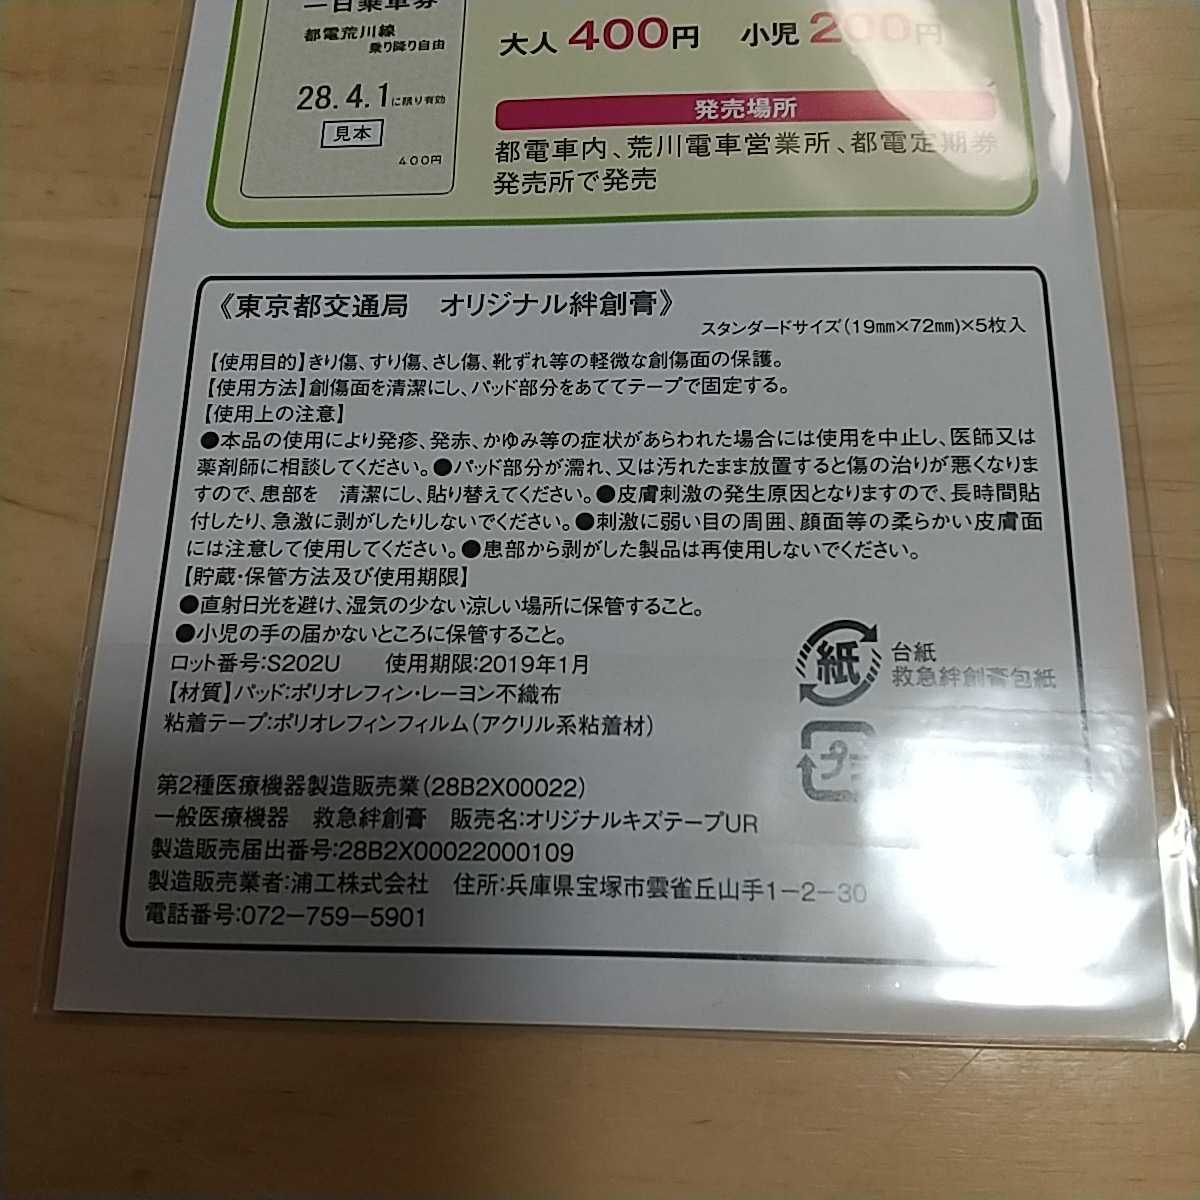 一日乗車券
都電荒川線
乗り降り自由
28.4.1に限り有効
見本
400円
大人400円 小児200円
発売場所
都電車内、荒川電車営業所、都電定期券
発売所で発売
《東京都交通局 オリジナル絆創膏》
スタンダードサイズ(19mm×72mm)×5枚入
【使用目的】きり傷、すり傷、さし傷、靴ずれ等の軽微な創傷面の保護。
【使用方法】創傷面を清潔にし、パッド部分をあててテープで固定する。
【使用上の注意】
●本品の使用により発疹、発赤、かゆみ等の症状があらわれた場合には使用を中止し、医師又は
薬剤師に相談してください。●パッド部分が濡れ、又は汚れたまま放置すると傷の治りが悪くなりま
すので、患部を 清潔にし、貼り替えてください。●皮膚刺激の発生原因となりますので、長時間貼
付したり、急激に剥がしたりしないでください。●刺激に弱い目の周囲、顔面等の柔らかい皮膚面
には注意して使用してください。●患部から剥がした製品は再使用しないでください。
【貯蔵・保管方法及び使用期限】
●直射日光を避け、湿気の少ない涼しい場所に保管すること。
●小児の手の届かないところに保管すること。
ロット番号:S202U 使用期限:2019年1月
【材質】パッド:ポリオレフィン・レーヨン不織布
粘着テープ:ポリオレフィンフィルム(アクリル系粘着材)
紙
台紙
救急絆創膏包紙
プ
第2種医療機器製造販売業(28B2X00022)
一般医療機器 救急絆創膏 販売名:オリジナルキズテープUR
製造販売届出番号:28B2X00022000109
製造販売業者:浦工株式会社 住所:兵庫県宝塚市雲雀丘山手1-2-30
電話番号:072-759-5901